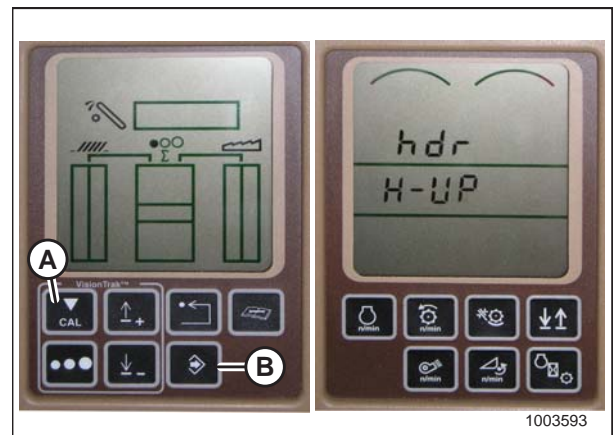 hdr
H-UP
Σ
A
VisionTrak™
CAL
+
-
B
n/min
n/min
n/min
n/min
1003593